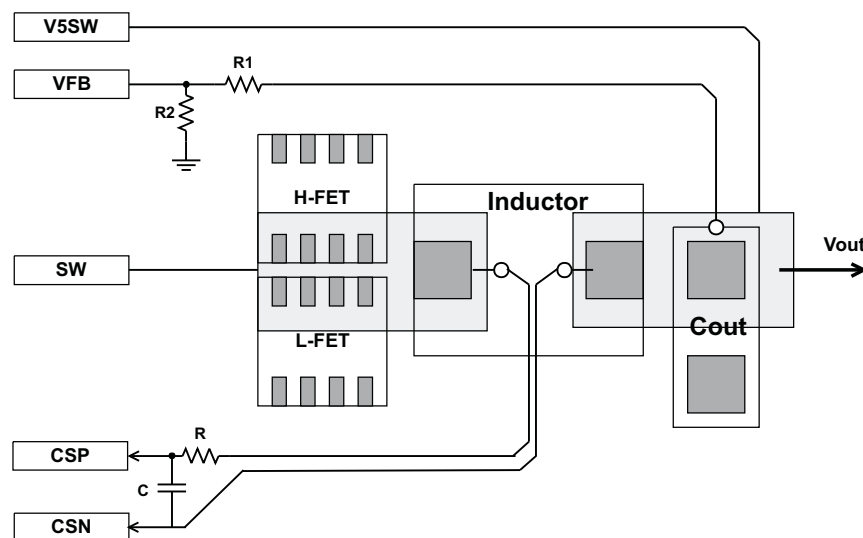 V5SW
VFB
R1
R2
H-FET
Inductor
SW
Vout
L-FET
Cout
CSP
R
C
CSN